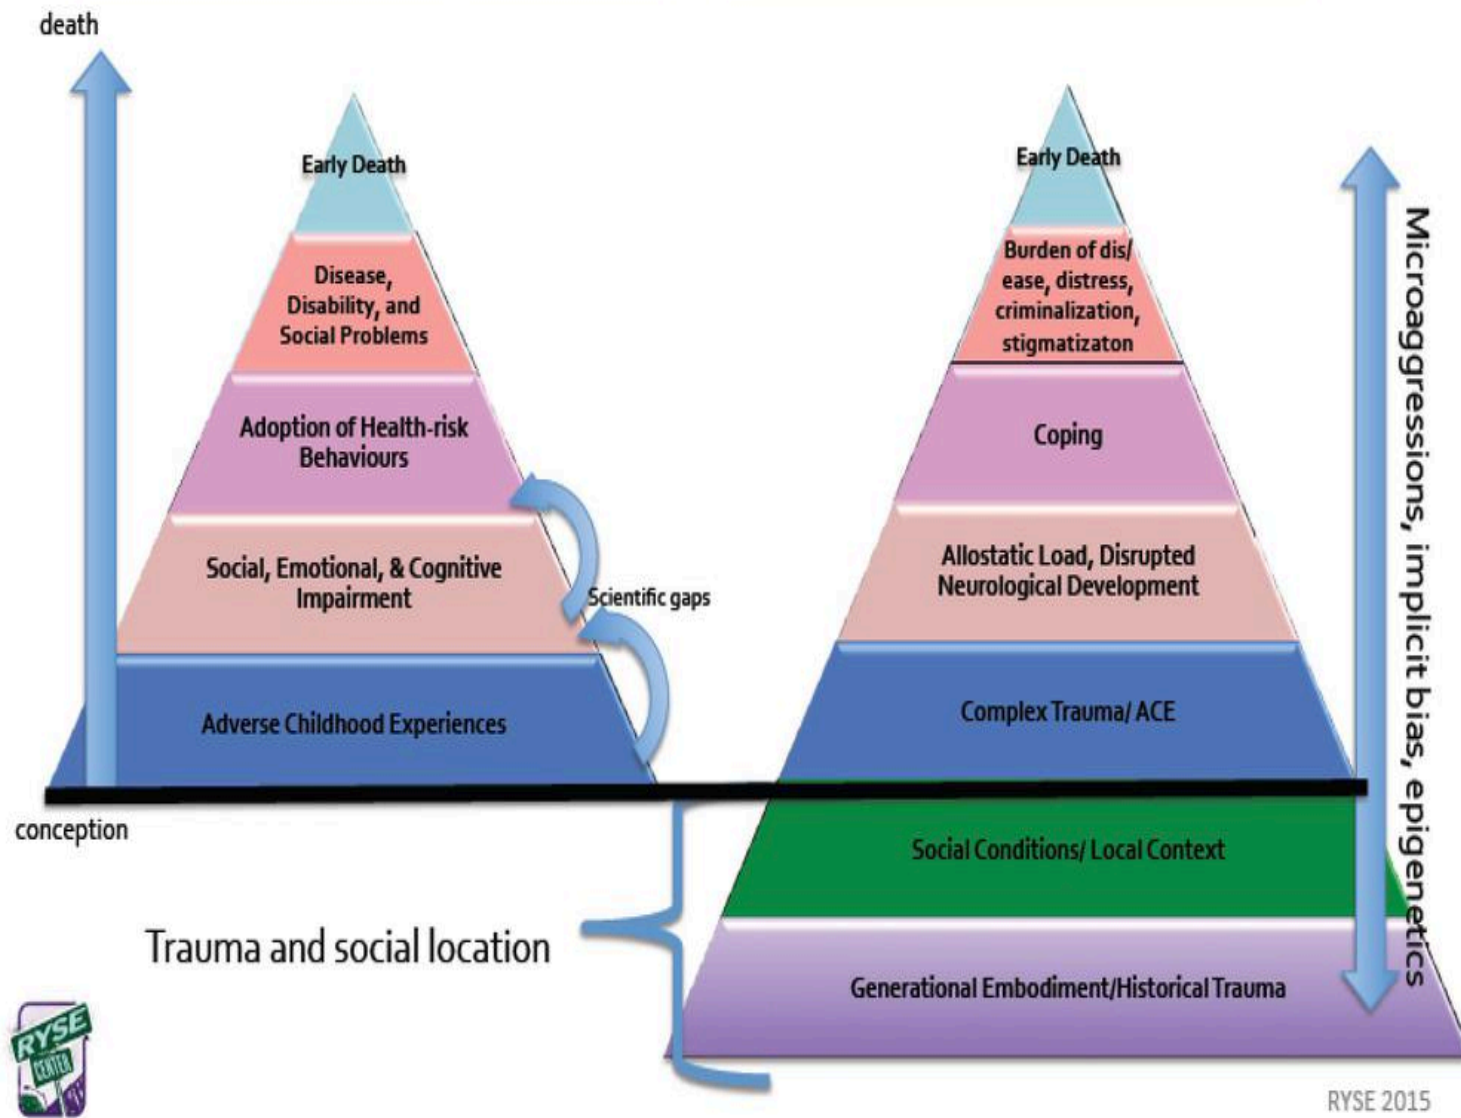 death
Early Death
Disease,
Disability, and
Social Problems
Adoption of Health-risk
Behaviours
Social, Emotional, & Cognitive
Impairment
Scientific gaps
Adverse Childhood Experiences
conception
Early Death
Burden of dis/
ease, distress,
criminalization,
stigmatizaton
Coping
Allostatic Load, Disrupted
Neurological Development
Complex Trauma/ ACE
Social Conditions/ Local Context
Generational Embodiment/Historical Trauma
Microaggressions, implicit bias, epigenetics
Trauma and social location
RYSE
CENTER
RYSE 2015